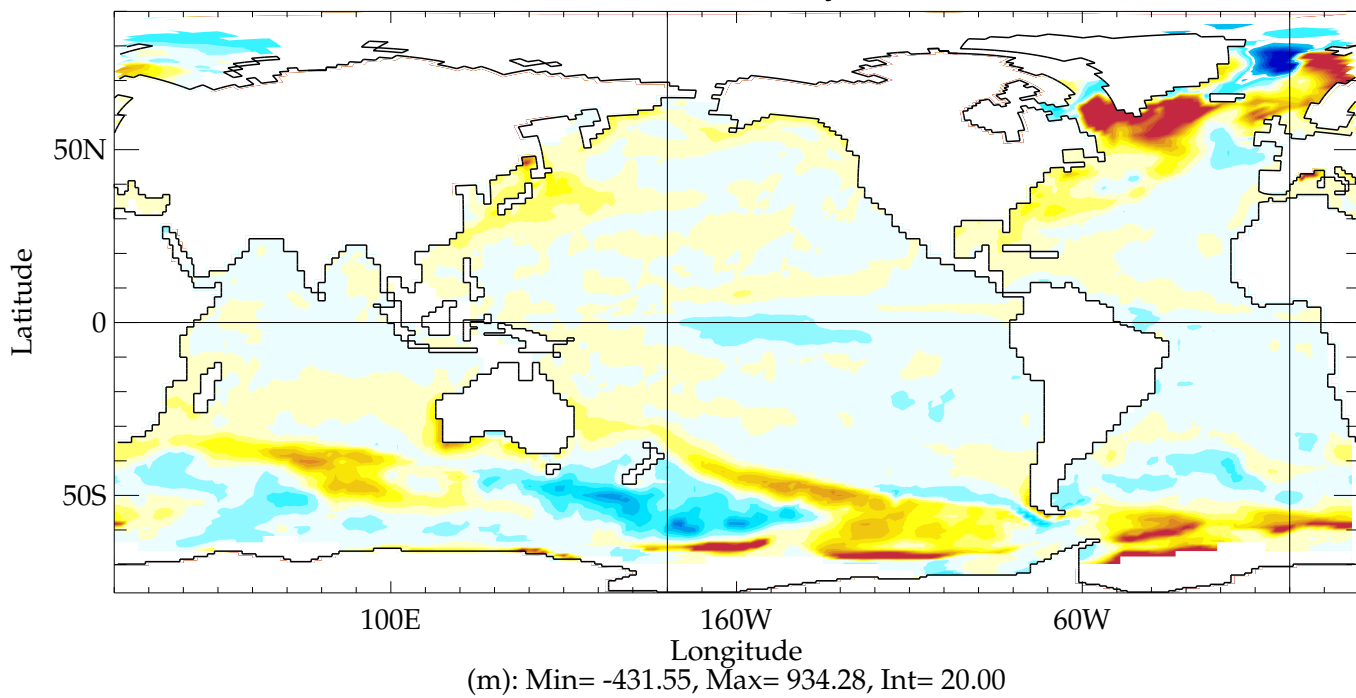 50N
0
50S
Latitude
100E
160W
60W
Longitude
(m): Min= -431.55, Max= 934.28, Int= 20.00